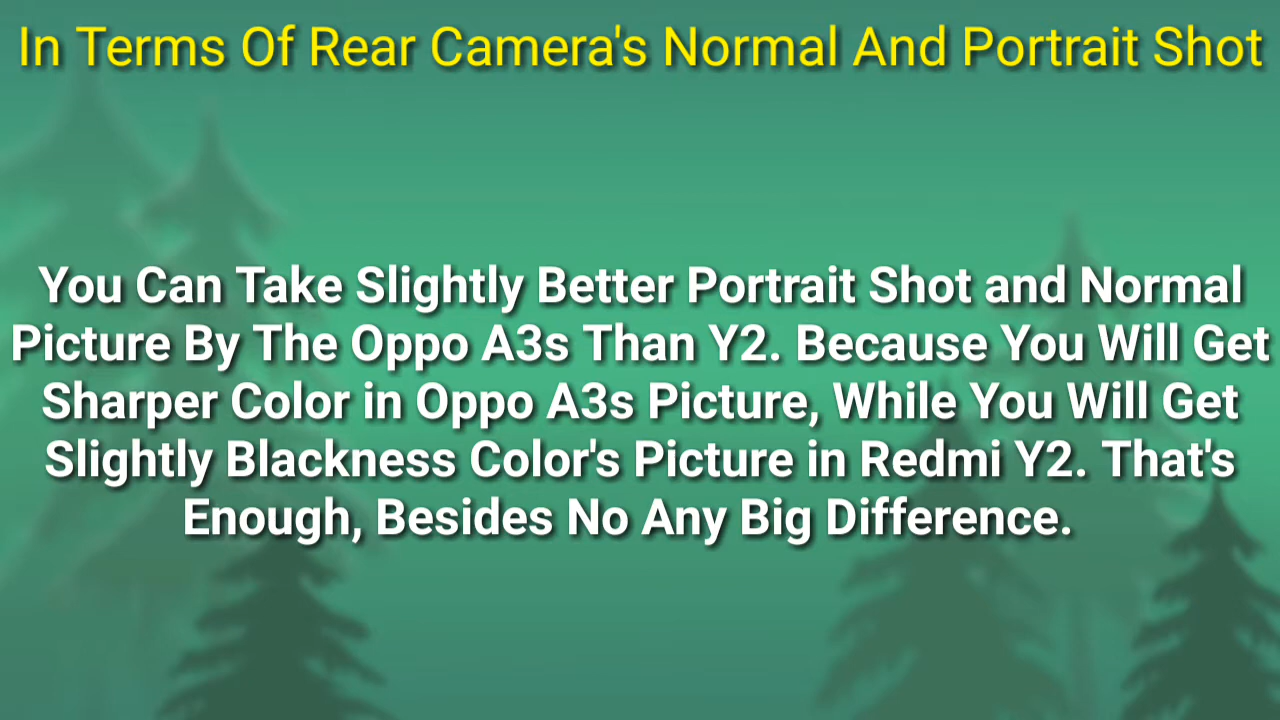 In Terms Of Rear Camera's Normal And Portrait Shot
You Can Take Slightly Better Portrait Shot and Normal
Picture By The Oppo A3s Than Y2. Because You Will Get
Sharper Color in Oppo A3s Picture, While You Will Get
Slightly Blackness Color's Picture in Redmi Y2. That's
Enough, Besides No Any Big Difference.